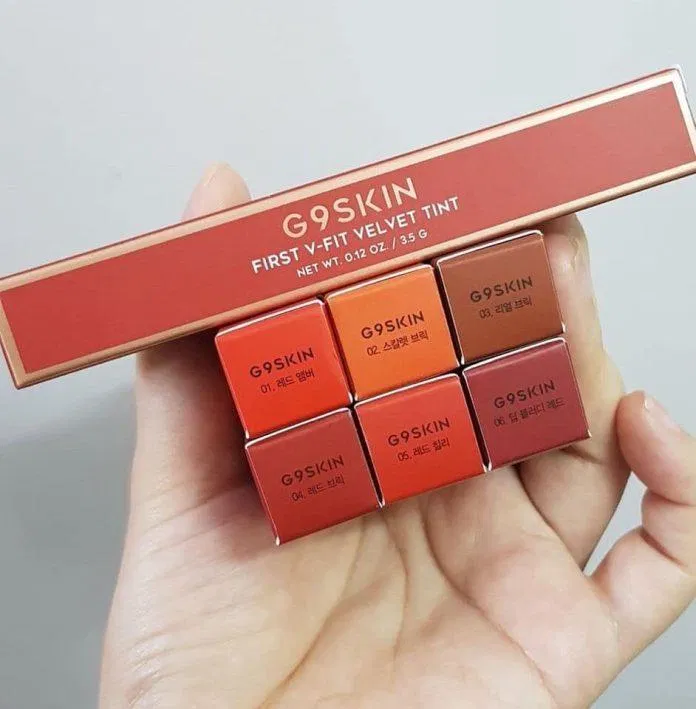 G9SKIN
FIRST V-FIT VELVET TINT
NET WT. 0.12 OZ. / 3.5 G
G9SKIN
01. 레드 앰버
G9SKIN
02. 스칼렛 브릭
G9SKIN
03. 리얼 브릭
G9SKIN
04. 레드 브릭
G9SKIN
05. 레드 칠리
G9SKIN
06. 딥 블러디 레드